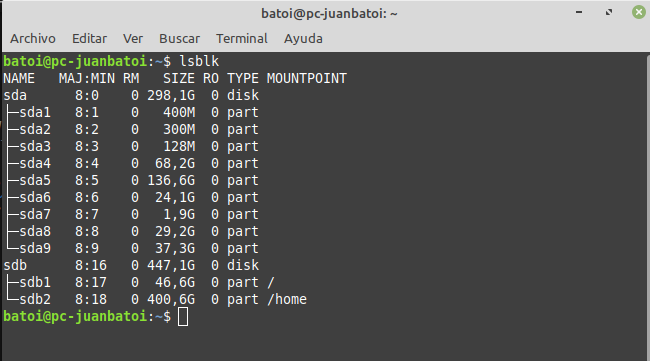 batoi@pc-juanbatoi: ~
Archivo Editar Ver Buscar Terminal Ayuda
batoi@pc-juanbatoi:~$ lsblk
NAME   MAJ:MIN RM   SIZE RO TYPE MOUNTPOINT
sda      8:0    0 298,1G  0 disk
├─sda1   8:1    0   400M  0 part
├─sda2   8:2    0   300M  0 part
├─sda3   8:3    0   128M  0 part
├─sda4   8:4    0  68,2G  0 part
├─sda5   8:5    0 136,6G  0 part
├─sda6   8:6    0  24,1G  0 part
├─sda7   8:7    0   1,9G  0 part
├─sda8   8:8    0  29,2G  0 part
└─sda9   8:9    0  37,3G  0 part
sdb      8:16   0 447,1G  0 disk
├─sdb1   8:17   0  46,6G  0 part /
└─sdb2   8:18   0 400,6G  0 part /home
batoi@pc-juanbatoi:~$